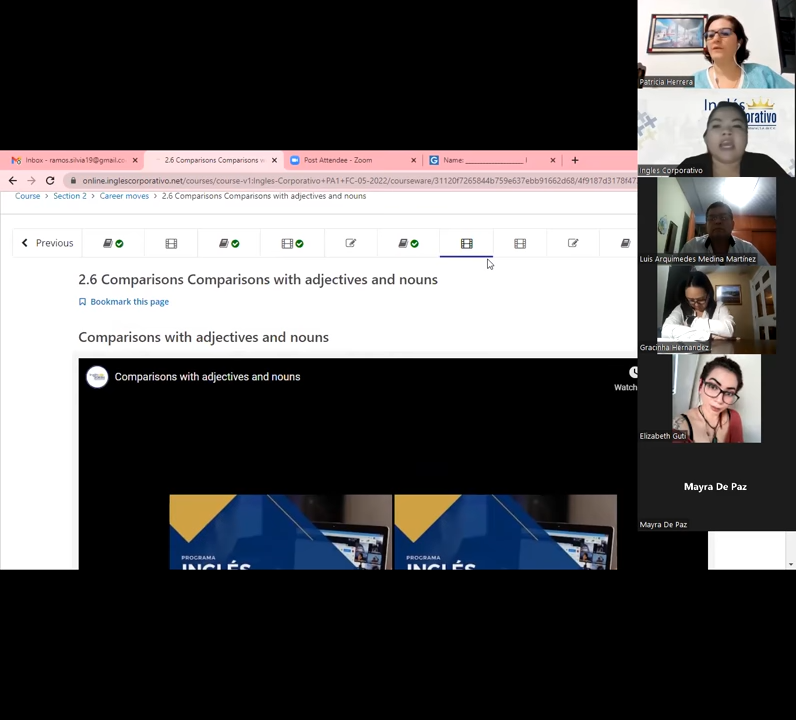 Inbox - ramos.silvia19@gmail.co
2.6 Comparisons Comparisons w
Post Attendee - Zoom
Name: ________________ I
online.inglescorporativo.net/courses/course-v1:Ingles-Corporativo+PA1+FC-05-2022/courseware/31120f7265844b759e637ebb91662d68/4f9187d3178f47
Course > Section 2 > Career moves > 2.6 Comparisons Comparisons with adjectives and nouns
Previous
2.6 Comparisons Comparisons with adjectives and nouns
Bookmark this page
Comparisons with adjectives and nouns
Comparisons with adjectives and nouns
Watch
PROGRAMA
INGLÉS
PROGRAMA
INGLÉS
Patricia Herrera
Ingles Corporativo
Luis Arquimedes Medina Martínez
Gracinha Hernandez
Elizabeth Guti
Mayra De Paz
Mayra De Paz